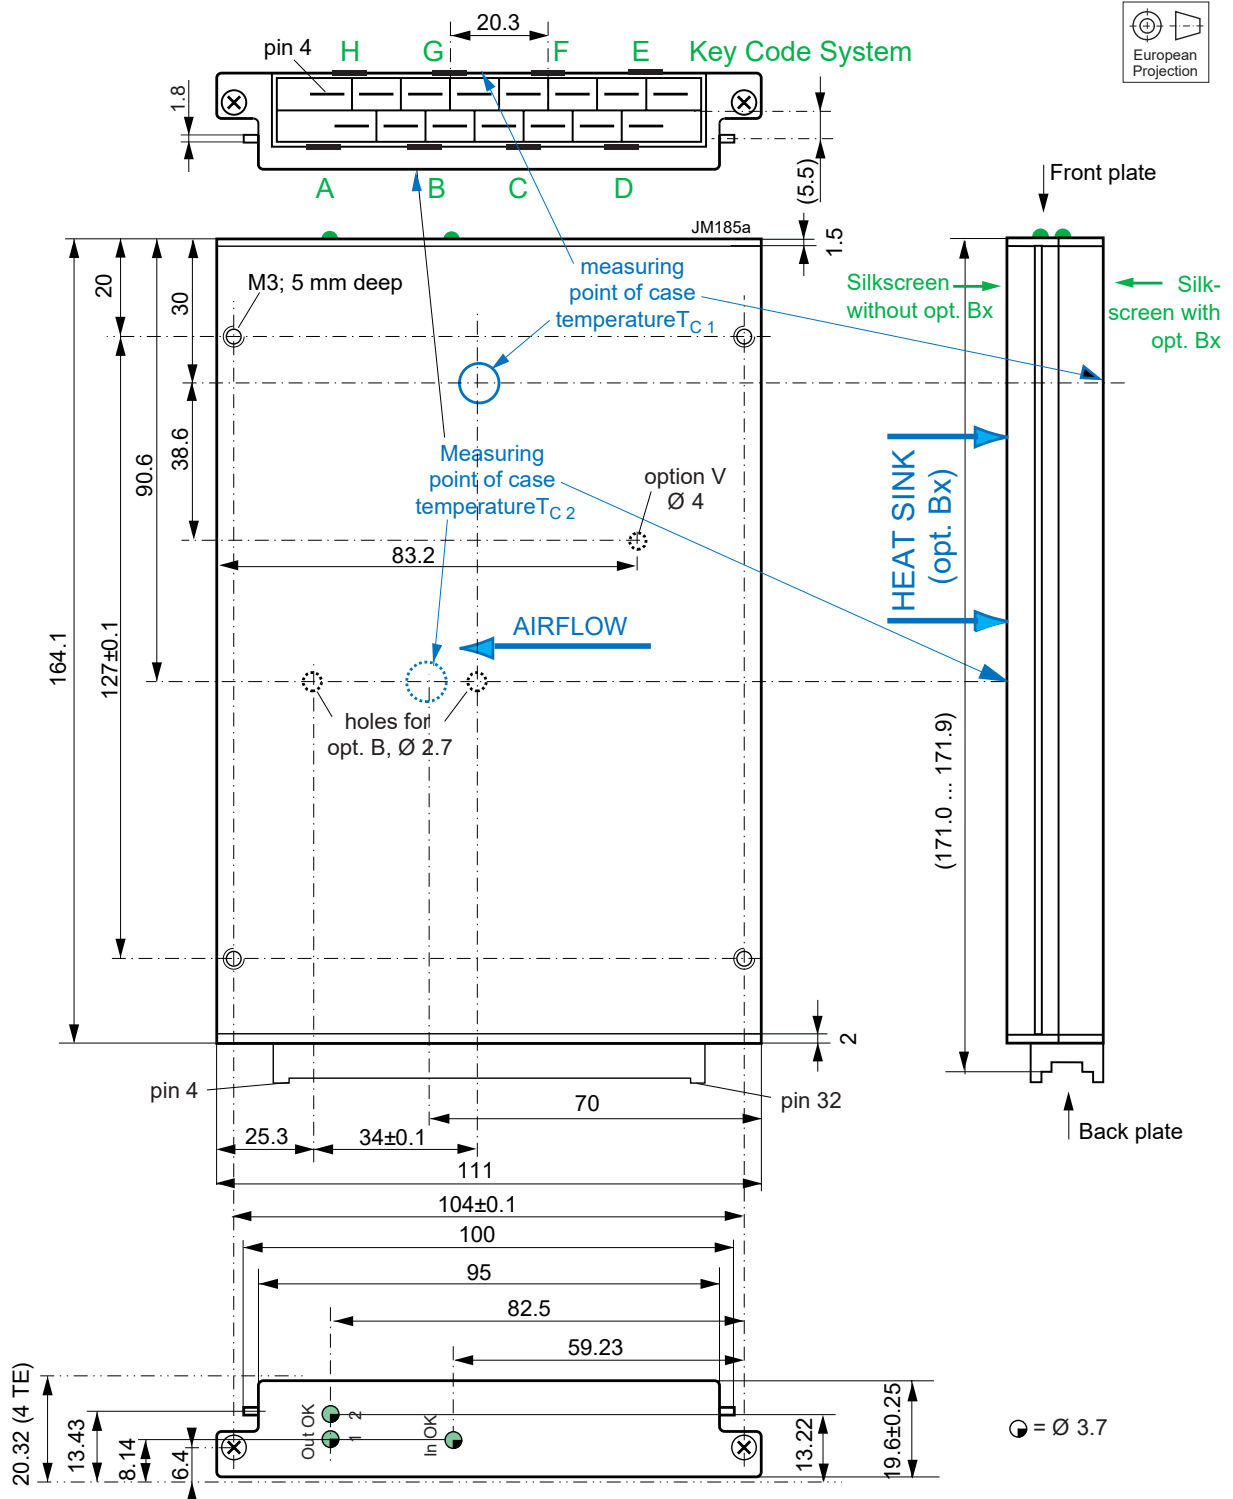 20.3
pin 4
H
G
F
E
Key Code System
European
Projection
1.8
(5.5)
A
B
C
D
Front plate
JM185a
1.5
20
30
M3; 5 mm deep
measuring
point of case
temperatureT C 1
Silkscreen
without opt. Bx
Silk-
screen with
opt. Bx
38.6
90.6
Measuring
point of case
temperatureT C 2
option V
Ø 4
83.2
HEAT SINK
(opt. Bx)
AIRFLOW
164.1
127±0.1
holes for
opt. B, Ø 2.7
(171.0 ... 171.9)
2
pin 4
pin 32
70
25.3
34±0.1
Back plate
111
104±0.1
100
95
82.5
59.23
20.32 (4 TE)
13.43
8.14
6.4
Out OK
1
2
In OK
13.22
19.6±0.25
= Ø 3.7